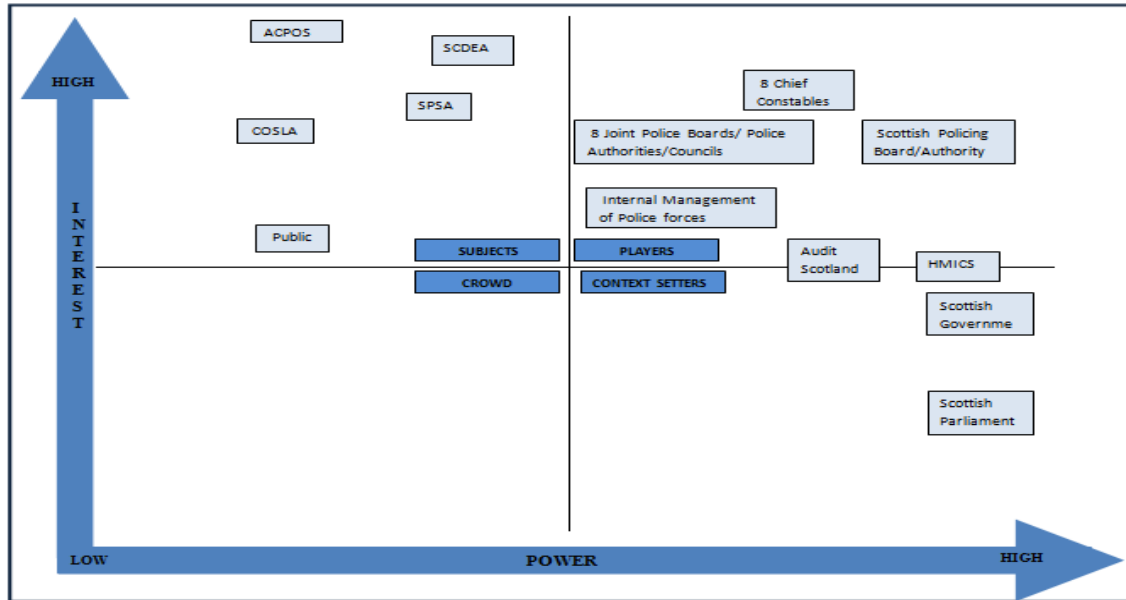 ACPOS
SCDEA
HIGH
8 Chief
Constables
SPSA
COSLA
8 Joint Police Boards/ Police
Authorities/Councils
Scottish Policing
Board/Authority
INTEREST
Internal Management
of Police forces
Public
SUBJECTS
PLAYERS
Audit
Scotland
HMICS
CROWD
CONTEXT SETTERS
Scottish
Governme
Scottish
Parliament
LOW
POWER
HIGH